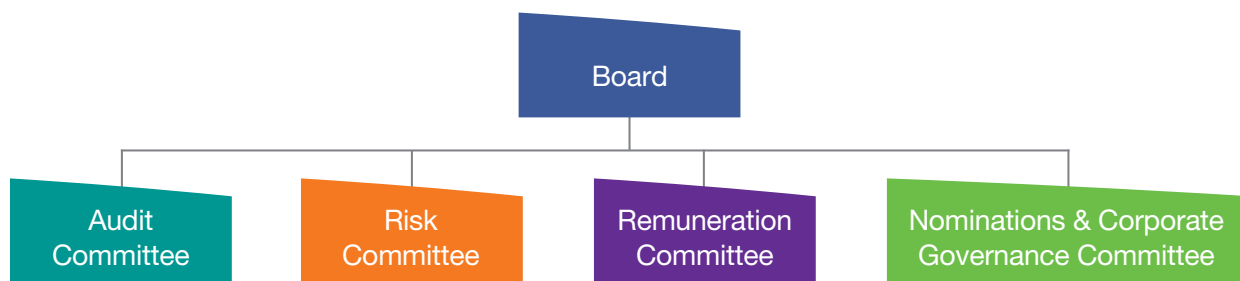 Board
Audit
Committee
Risk
Committee
Remuneration
Committee
Nominations & Corporate
Governance Committee